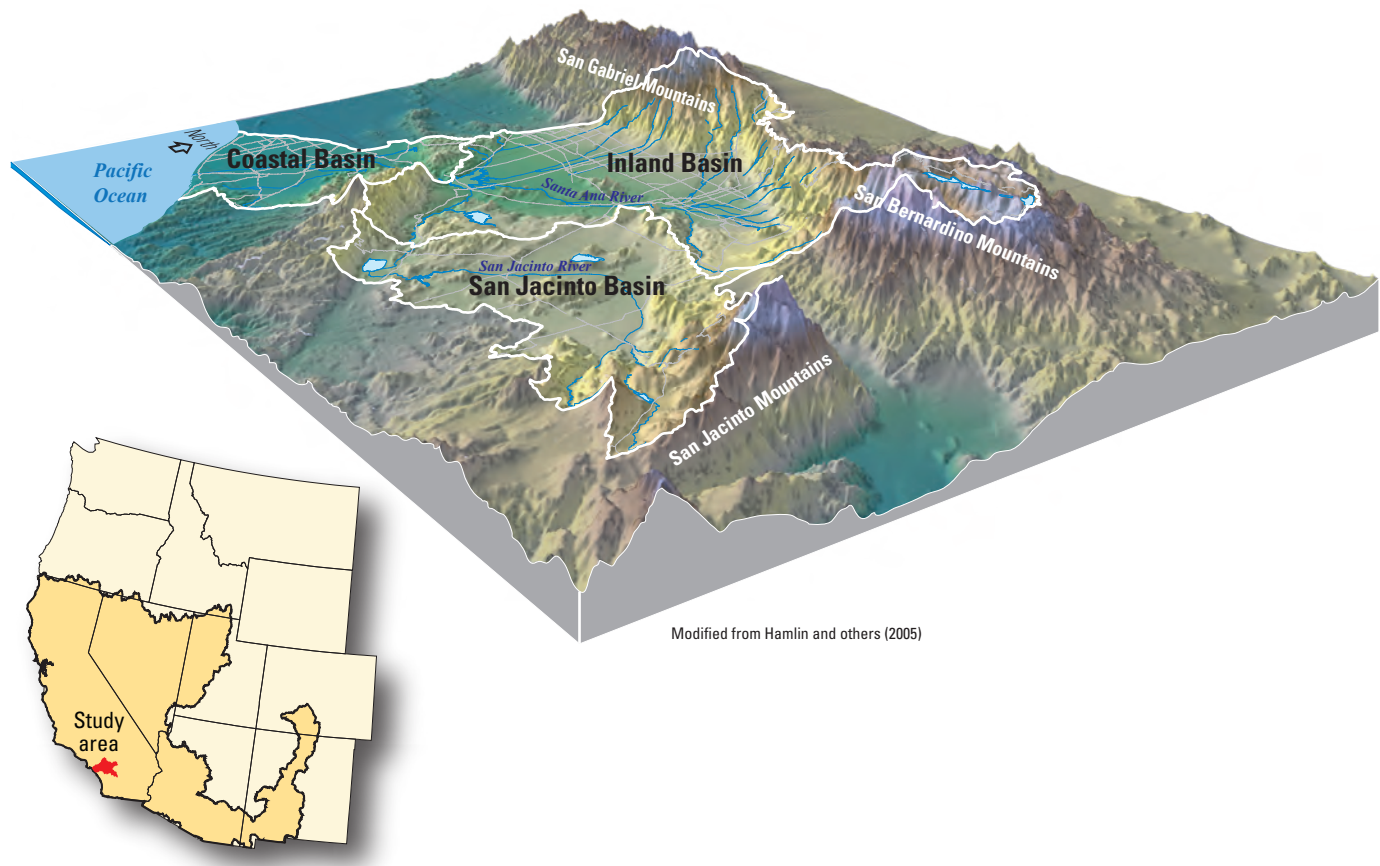 San Gabriel Mountains
North
Pacific
Ocean
Coastal Basin
Inland Basin
Santa Ana River
San Bernardino Mountains
San Jacinto River
San Jacinto Basin
San Jacinto Mountains
Modified from Hamlin and others (2005)
Study
area